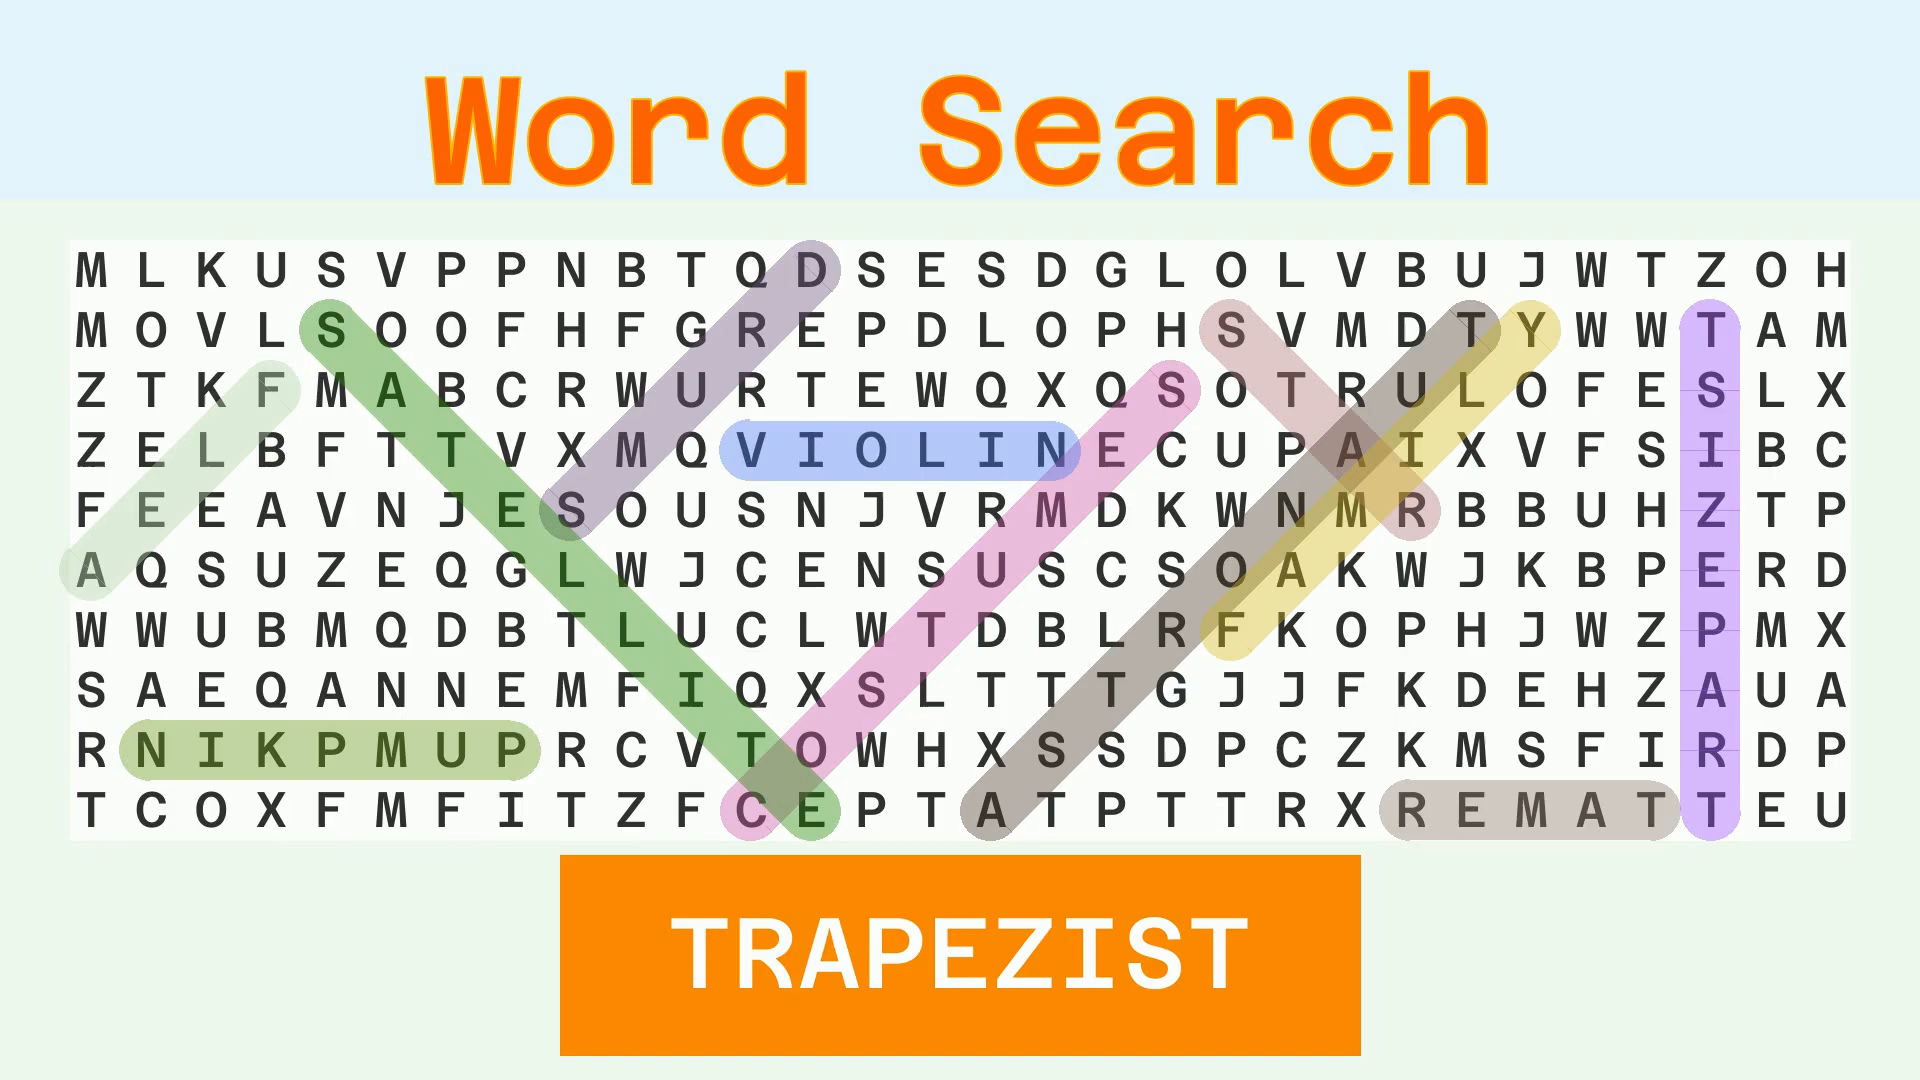 Word Search
M L K U S V P P N B T Q D S E S D G L O L V B U J W T Z O H
M O V L S O O F H F G R E P D L O P H S V M D T Y W W T A M
Z T K F M A B C R W U R T E W Q X Q S O T R U L O F E S L X
Z E L B F T T V X M Q V I O L I N E C U P A I X V F S I B C
F E E A V N J E S O U S N J V R M D K W N M R B B U H Z T P
A Q S U Z E Q G L W J C E N S U S C S O A K W J K B P E R D
W W U B M Q D B T L U C L W T D B L R F K O P H J W Z P M X
S A E Q A N N E M F I Q X S L T T T G J J F K D E H Z A U A
R N I K P M U P R C V T O W H X S S D P C Z K M S F I R D P
T C O X F M F I T Z F C E P T A T P T T R X R E M A T T E U
TRAPEZIST